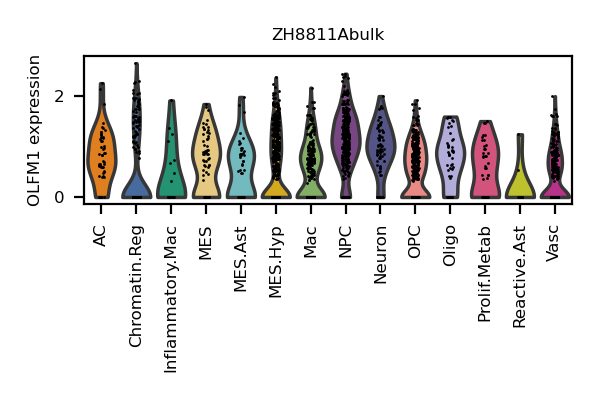 ZH8811Abulk
OLFM1 expression
2
0
AC
Chromatin.Reg
Inflammatory.Mac
MES
MES.Ast
MES.Hyp
Mac
NPC
Neuron
OPC
Oligo
Prolif.Metab
Reactive.Ast
Vasc